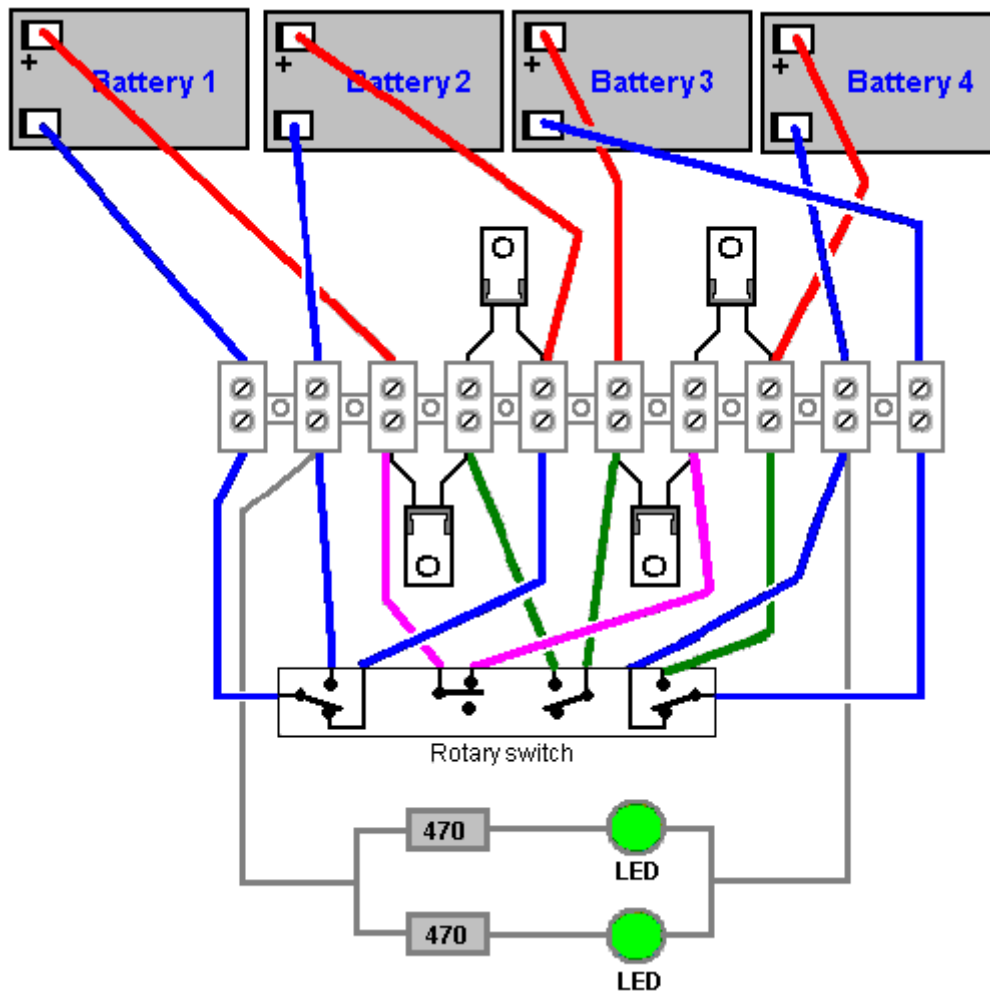 Battery 1
Battery 2
Battery 3
Battery 4
+
+
+
+
Rotary switch
470
LED
470
LED